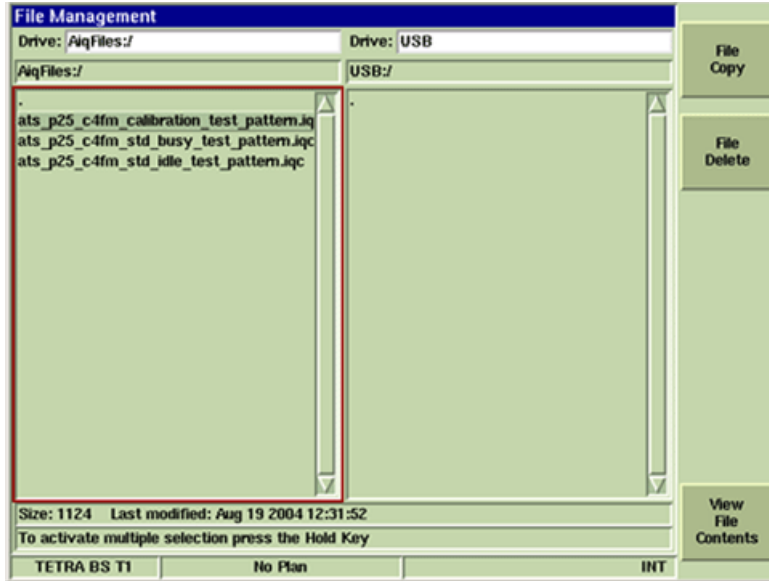 File Management
Drive: AiqFiles:/
Drive: USB
AiqFiles:/
USB:/
.
ats_p25_c4fm_calibration_test_pattern.iq
ats_p25_c4fm_std_busy_test_pattern.iqc
ats_p25_c4fm_std_idle_test_pattern.iqc
.
File
Copy
File
Delete
View
File
Contents
Size: 1124 Last modified: Aug 19 2004 12:31:52
To activate multiple selection press the Hold Key
TETRA BS T1
No Plan
INT